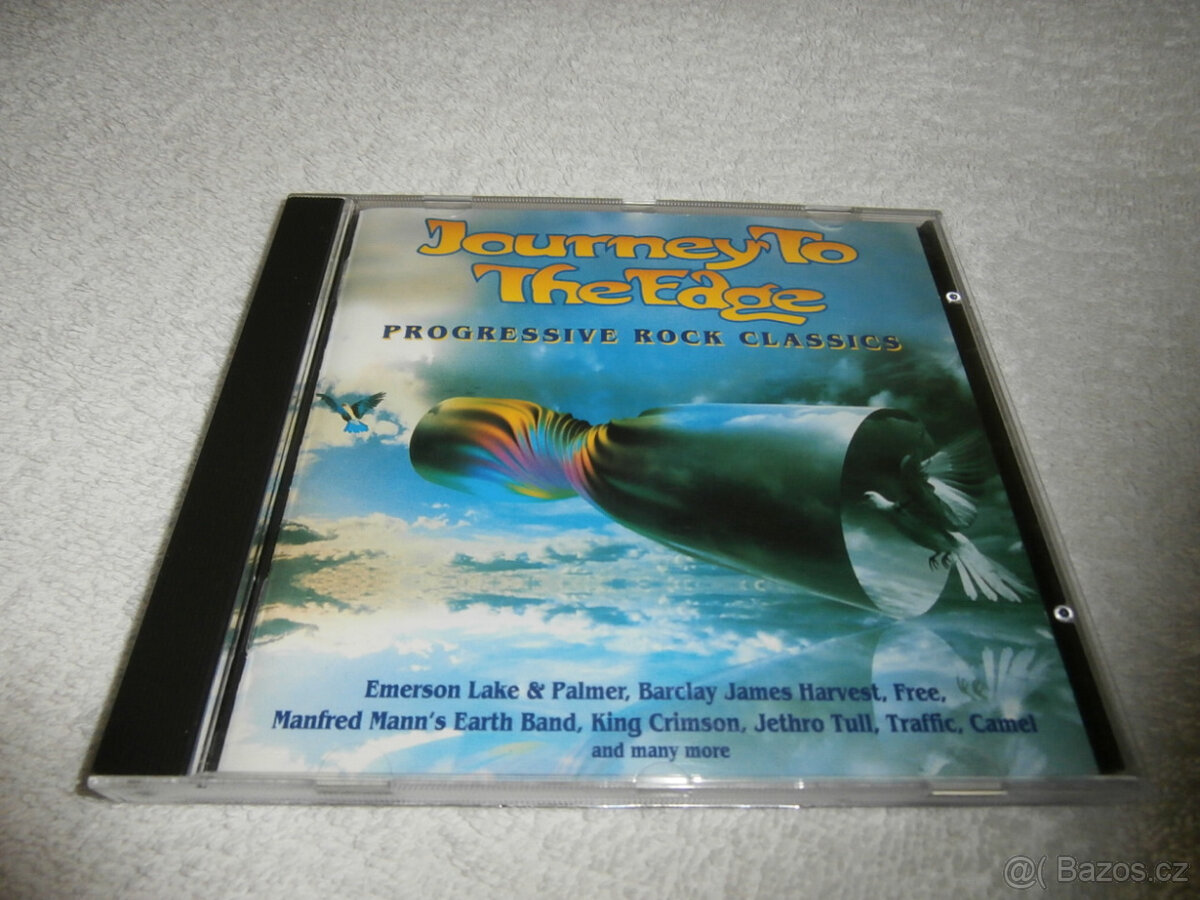 Journey To
The Edge
PROGRESSIVE ROCK CLASSICS
Emerson Lake & Palmer, Barclay James Harvest, Free,
Manfred Mann's Earth Band, King Crimson, Jethro Tull, Traffic, Camel
and many more
@( Bazos.cz